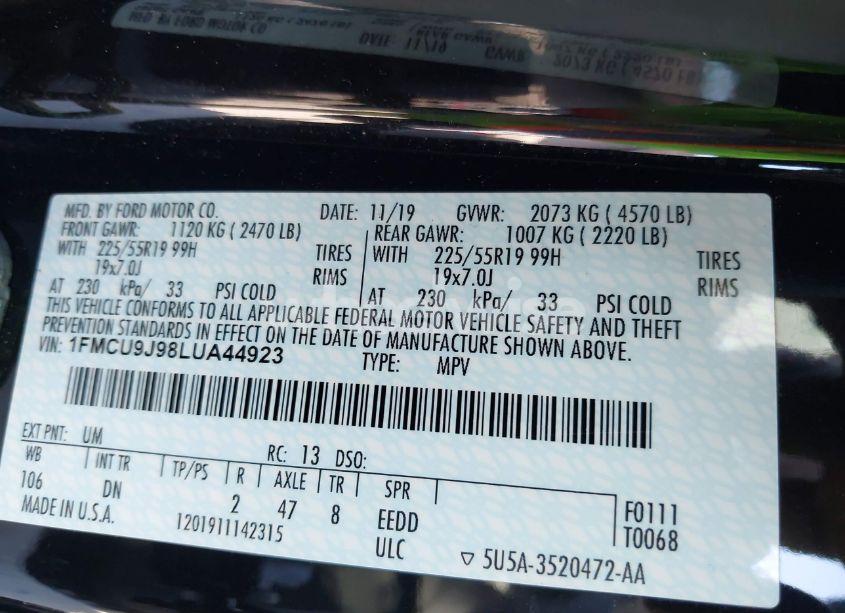 MFD. BY FORD MOTOR CO. DATE: 11/19 GVWR: 2073 KG ( 4570 LB)
FRONT GAWR: 1120 KG ( 2470 LB) REAR GAWR: 1007 KG ( 2220 LB)
WITH 225/55R19 99H TIRES WITH 225/55R19 99H TIRES
19x7.0J RIMS 19x7.0J RIMS
AT 230 kPa/ 33 PSI COLD AT 230 kPa/ 33 PSI COLD
THIS VEHICLE CONFORMS TO ALL APPLICABLE FEDERAL MOTOR VEHICLE SAFETY AND THEFT
PREVENTION STANDARDS IN EFFECT ON THE DATE OF MANUFACTURE SHOWN ABOVE.
VIN: 1FMCU9J98LUA44923 TYPE: MPV
EXT PNT: UM RC: 13 DSO:
WB INT TR TP/PS R AXLE TR SPR
106 DN 2 47 8 EEDD F0111
MADE IN U.S.A. 1201911142315 ULC T0068
5U5A-3520472-AA